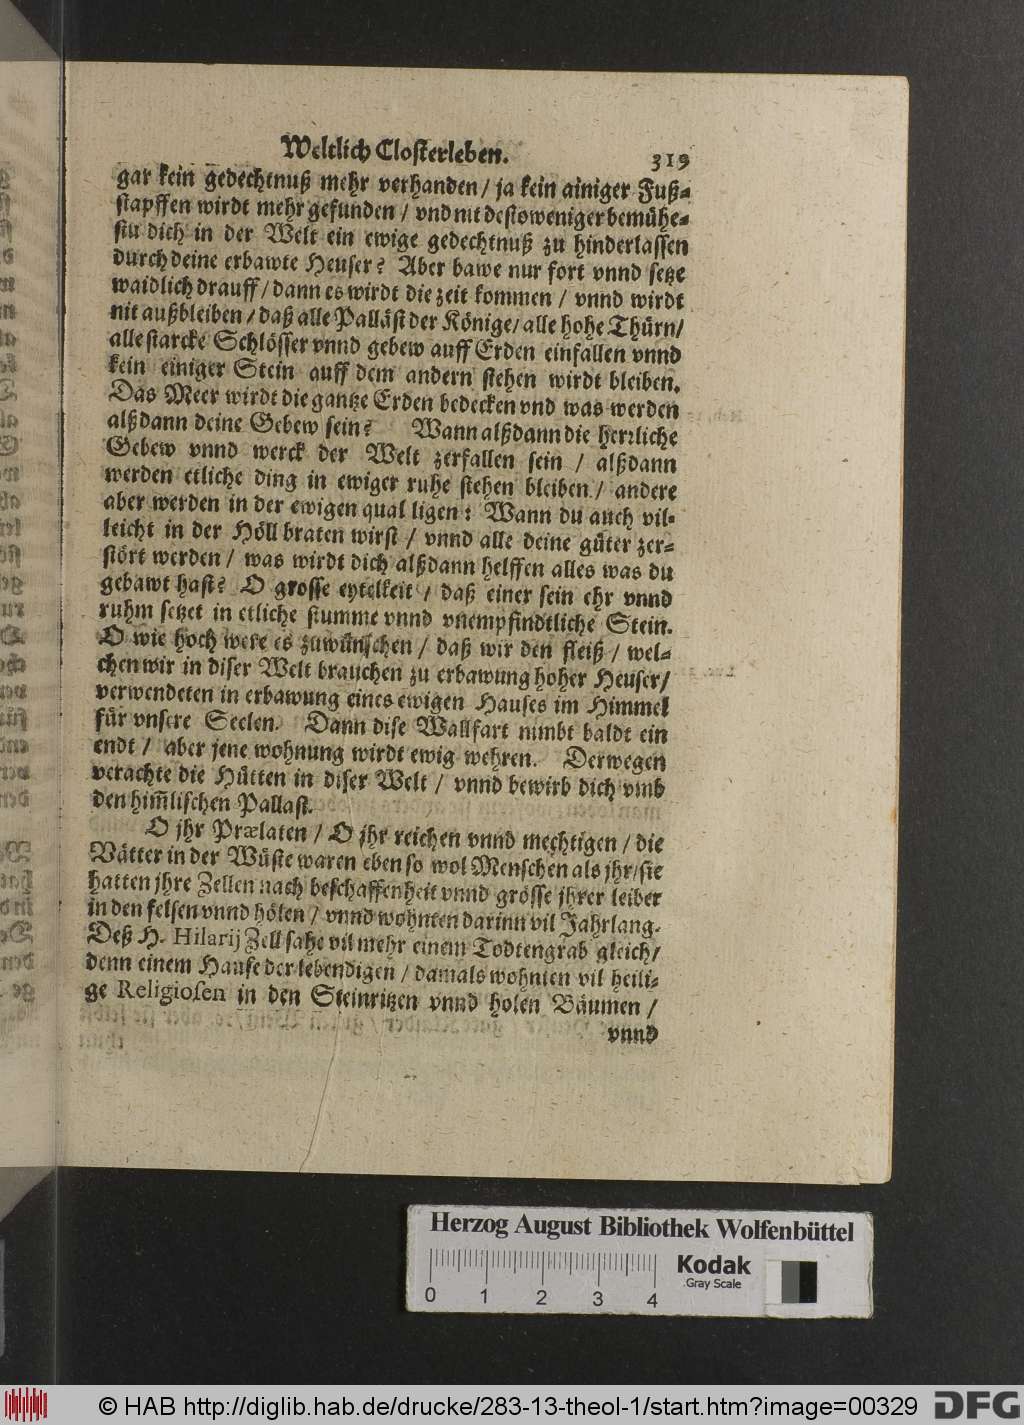 Weltlich Closterleben. 319
gar kein gedechtnuß mehr verhanden / ja kein ainiger Fuß-
stapffen wirdt mehr gefunden / vnd nit destoweniger bemühe-
stu dich in der Welt ein ewige gedechtnuß zu hinderlassen
durch deine erbawte Heuser? Aber bawe nur fort vnnd setze
waidlich drauff / dann es wirdt die zeit kommen / vnnd wirdt
nit außbleiben / daß alle Palläst der Könige / alle hohe Thürn /
alle starcke Schlösser vnnd gebew auff Erden einfallen vnnd
kein einiger Stein auff dem andern stehen wirdt bleiben.
Das Meer wirdt die gantze Erden bedecken vnd was werden
alßdann deine Gebew sein? Wann alßdann die herrliche
Gebew vnnd werck der Welt zerfallen sein / alßdann
werden etliche ding in ewiger ruhe stehen bleiben / andere
aber werden in der ewigen qual ligen: Wann du auch vil-
leicht in der Höll braten wirst / vnnd alle deine güter zer-
stört werden / was wirdt dich alßdann helffen alles was du
gebawt hast? O grosse eytelkeit / daß einer sein ehr vnnd
ruhm setzet in etliche stumme vnnd vnempfindtliche Stein.
O wie hoch were es zuwünschen / daß wir den fleiß / wel-
chen wir in diser Welt brauchen zu erbawung hoher Heuser /
verwendeten in erbawung eines ewigen Hauses im Himmel
für vnsere Seelen. Dann dise Wallfart nimbt baldt ein
endt / aber jene wohnung wirdt ewig wehren. Derwegen
verachte die Hütten in diser Welt / vnnd bewirb dich vmb
den him̃lischen Pallast.
O jhr Prælaten / O jhr reichen vnnd mechtigen / die
Vätter in der Wüste waren eben so wol Menschen als jhr / sie
hatten jhre Zellen nach beschaffenheit vnnd grösse jhrer leiber
in den felsen vnnd hölen / vnnd wohnten darinn vil Jahrlang.
Deß H. Hilarij Zell sahe vil mehr einem Todtengrab gleich /
denn einem Hause der lebendigen / damals wohnten vil heili-
ge Religiosen in den Steinritzen vnnd holen Bäumen /
vnnd
Herzog August Bibliothek Wolfenbüttel
Kodak
Gray Scale
0 1 2 3 4
© HAB http://diglib.hab.de/drucke/283-13-theol-1/start.htm?image=00329
DFG